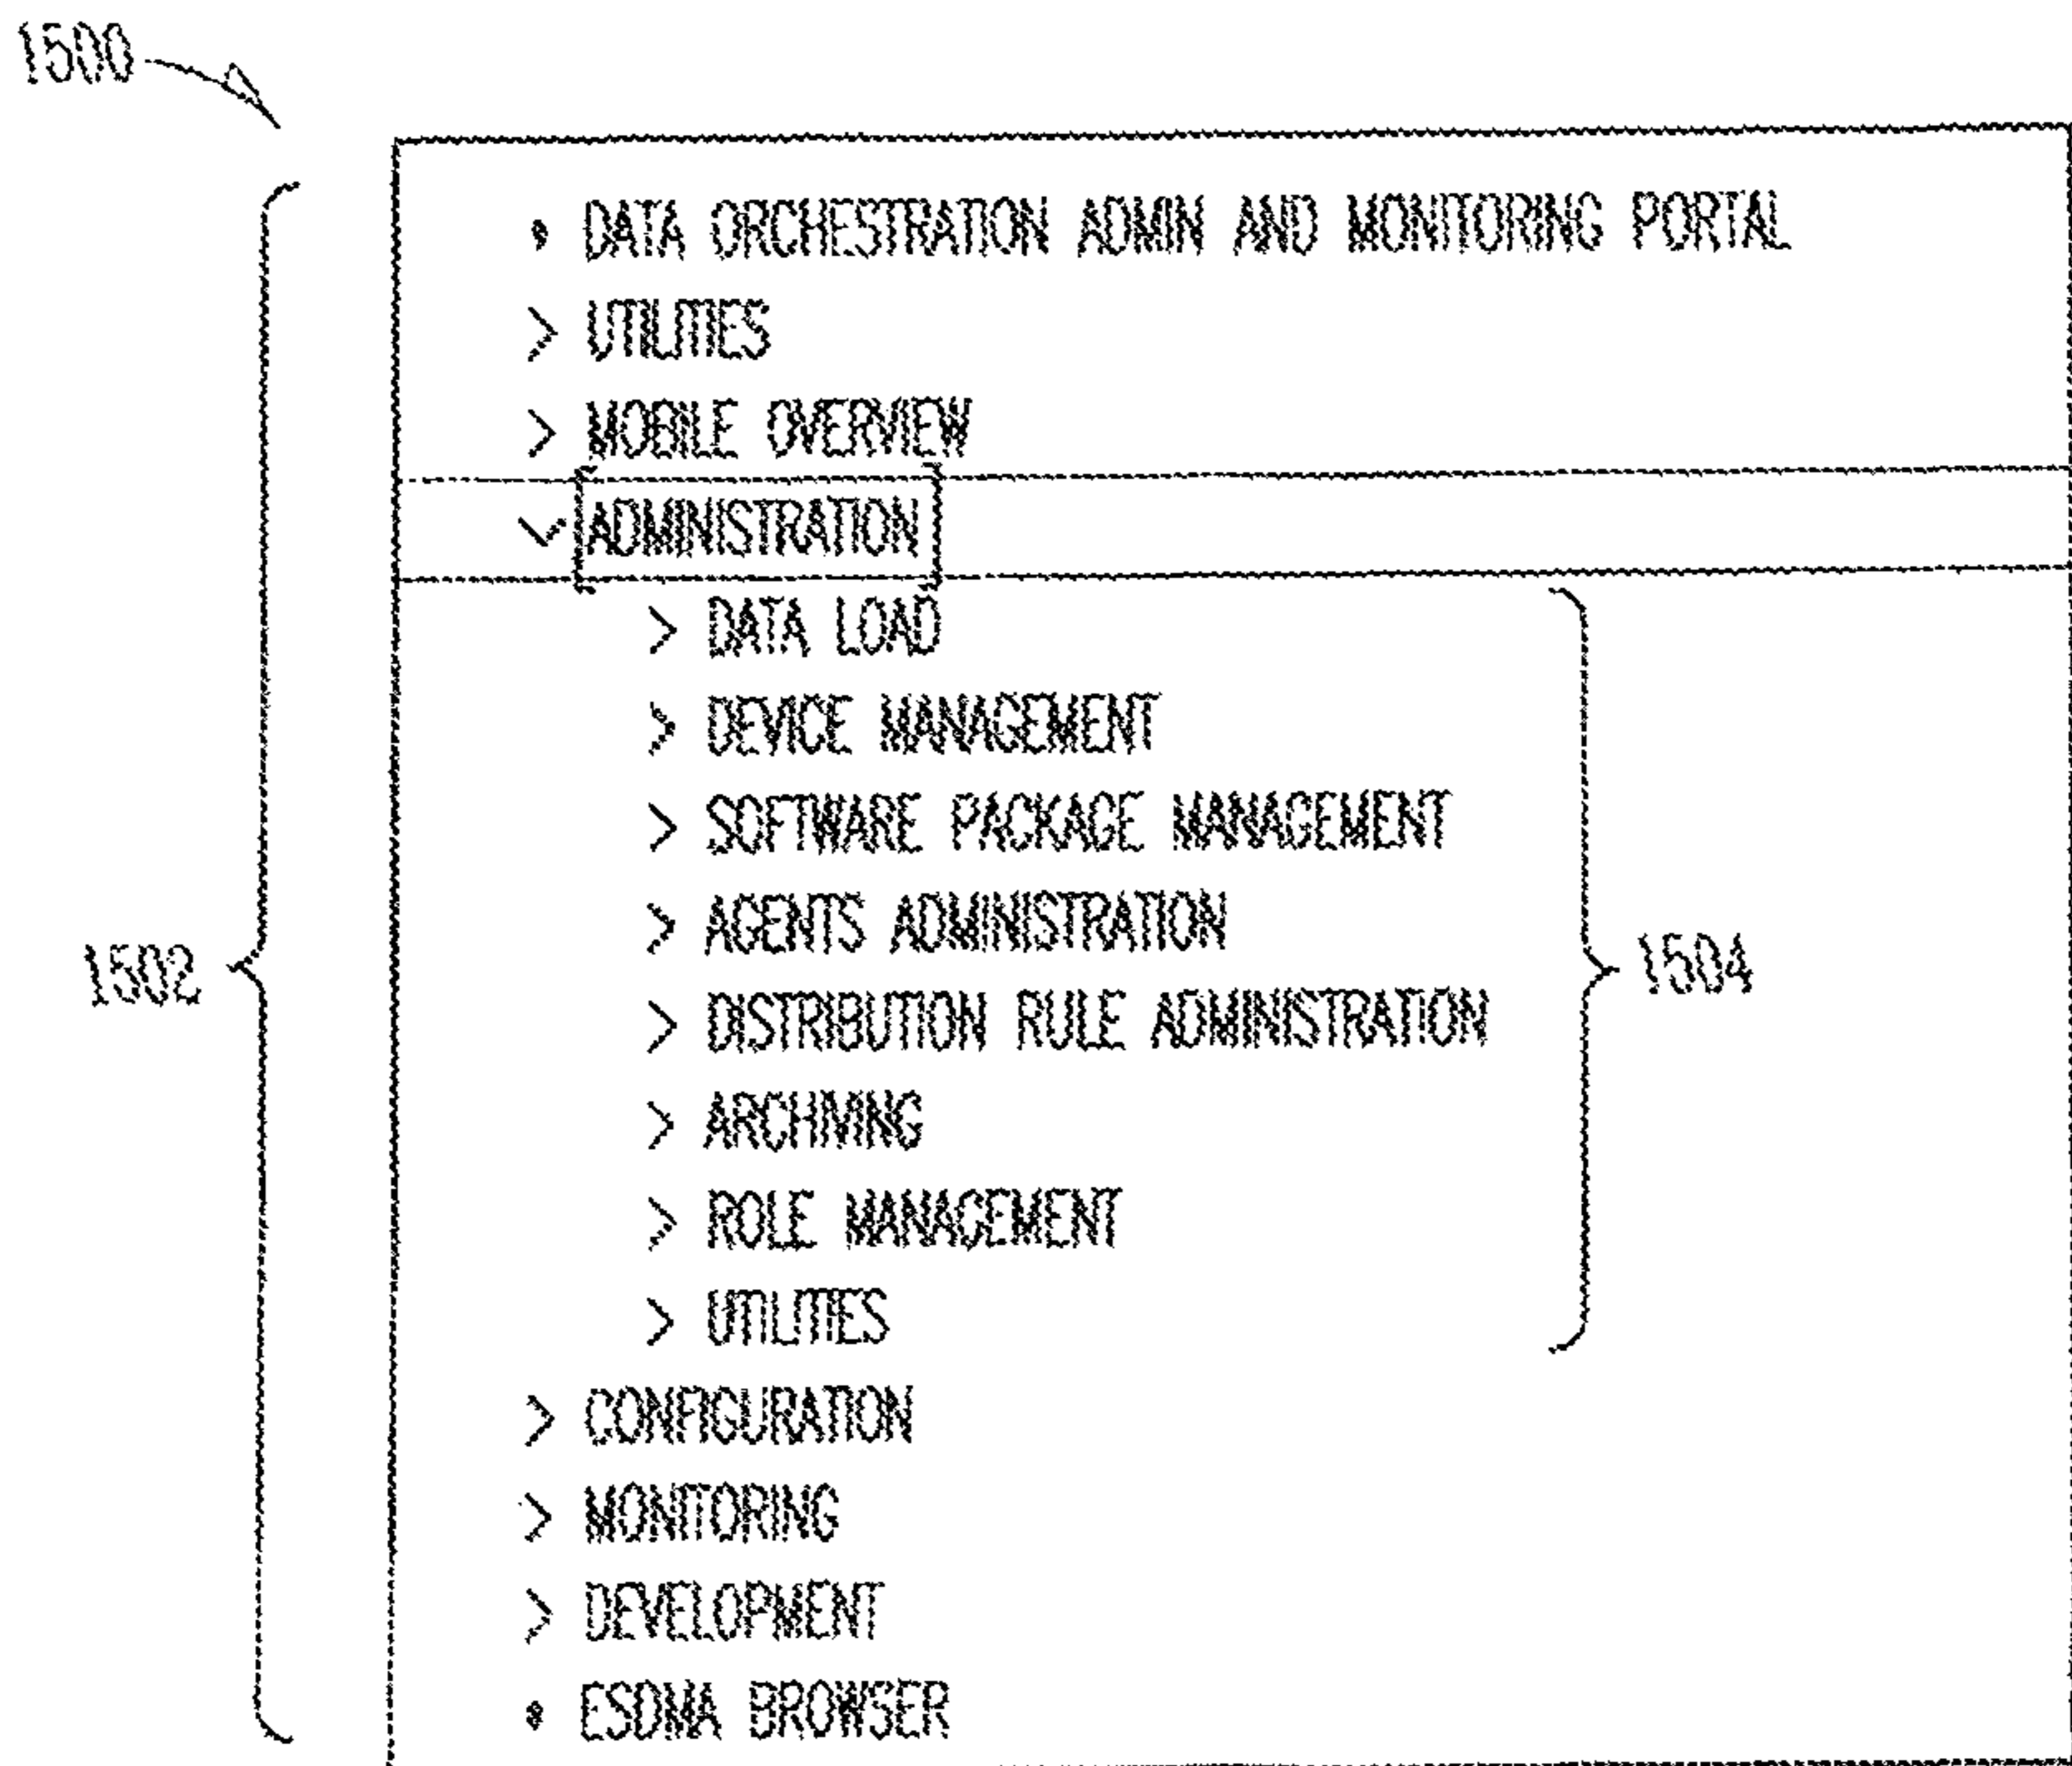 1500
• DATA ORCHESTRATION ADMIN AND MONITORING PORTAL
> UTILITIES
> MOBILE OVERVIEW
ADMINISTRATION
> DATA LOAD
> DEVICE MANAGEMENT
> SOFTWARE PACKAGE MANAGEMENT
> AGENTS ADMINISTRATION
1502
1504
> DISTRIBUTION RULE ADMINISTRATION
> ARCHIVING
> ROLE MANAGEMENT
> UTILITIES
> CONFIGURATION
> MONITORING
> DEVELOPMENT
• ESDMA BROWSER